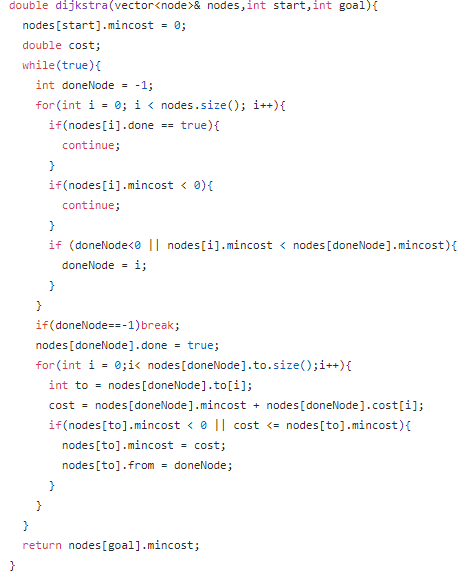 double dijkstra(vector<node>& nodes,int start,int goal){
  nodes[start].mincost = 0;
  double cost;
  while(true){
    int doneNode = -1;
    for(int i = 0; i < nodes.size(); i++){
      if(nodes[i].done == true){
        continue;
      }
      if(nodes[i].mincost < 0){
        continue;
      }
      if (doneNode<0 || nodes[i].mincost < nodes[doneNode].mincost){
        doneNode = i;
      }
    }
    if(doneNode==-1)break;
    nodes[doneNode].done = true;
    for(int i = 0;i< nodes[doneNode].to.size();i++){
      int to = nodes[doneNode].to[i];
      cost = nodes[doneNode].mincost + nodes[doneNode].cost[i];
      if(nodes[to].mincost < 0 || cost <= nodes[to].mincost){
        nodes[to].mincost = cost;
        nodes[to].from = doneNode;
      }
    }
  }
  return nodes[goal].mincost;
}